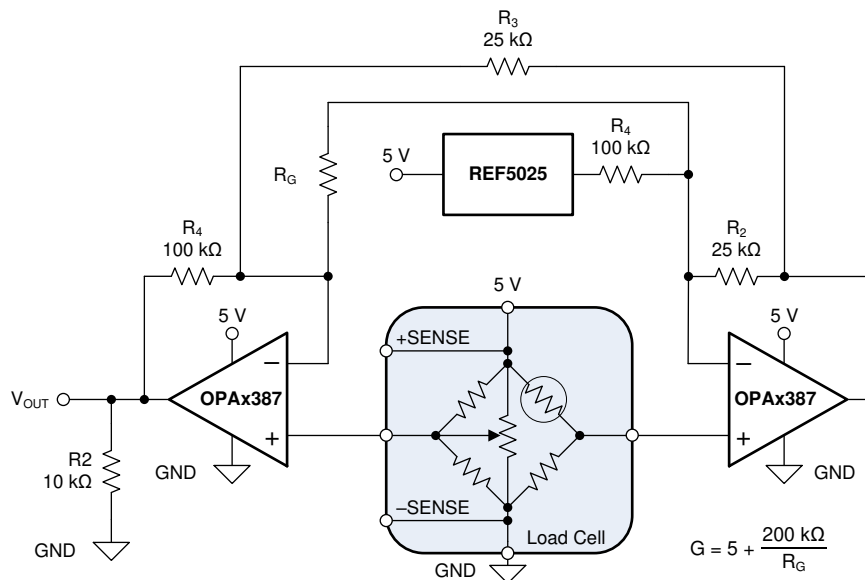 R3
25 kΩ
RG
5 V
REF5025
R4
100 kΩ
R4
100 kΩ
R2
25 kΩ
5 V
5 V
5 V
+SENSE
OPAx387
OPAx387
VOUT
R2
10 kΩ
GND
GND
–SENSE
Load Cell
GND
GND
G = 5 + 200 kΩ / RG
GND